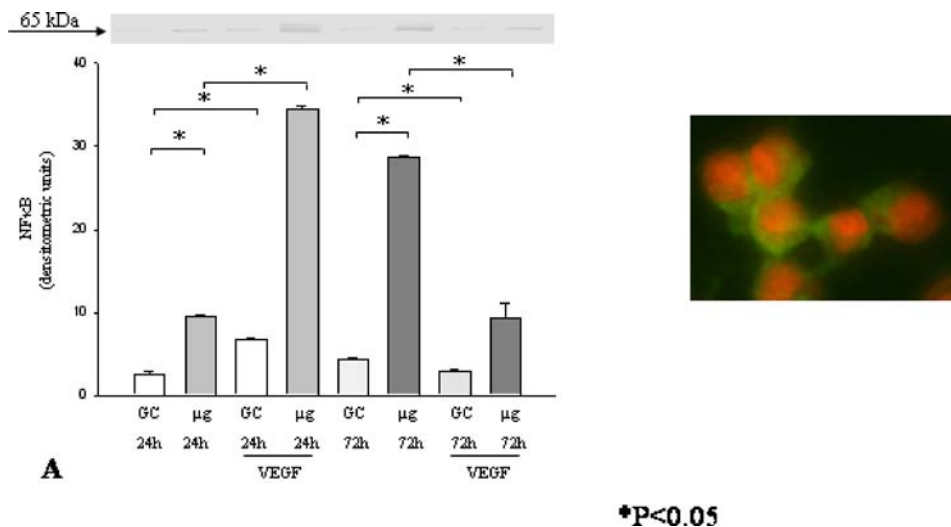 65 kDa
40
30
20
10
0
NFκB
(densitometric units)
* * *
* * *
* *
GC μg GC μg GC μg GC μg
24h 24h 24h 24h 72h 72h 72h 72h
VEGF VEGF
A
*P<0.05